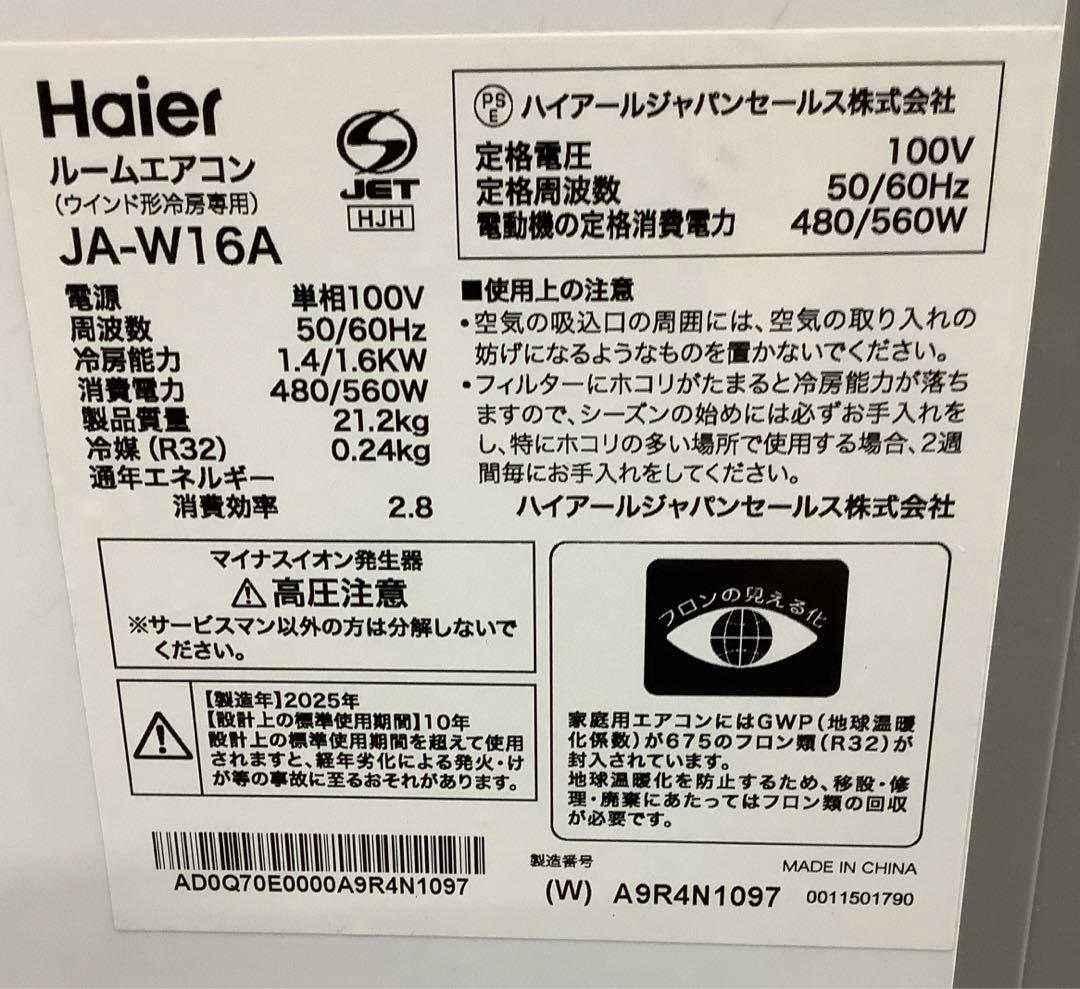 Haier
ルームエアコン
(ウインド形冷房専用)
JA-W16A
JET
HJH
PS
E
ハイアールジャパンセールス株式会社
定格電圧 100V
定格周波数 50/60Hz
電動機の定格消費電力 480/560W
電源 単相100V
周波数 50/60Hz
冷房能力 1.4/1.6KW
消費電力 480/560W
製品質量 21.2kg
冷媒(R32) 0.24kg
通年エネルギー
消費効率 2.8
■使用上の注意
•空気の吸込口の周囲には、空気の取り入れの
妨げになるようなものを置かないでください。
•フィルターにホコリがたまると冷房能力が落ち
ますので、シーズンの始めには必ずお手入れを
し、特にホコリの多い場所で使用する場合、2週
間毎にお手入れをしてください。
ハイアールジャパンセールス株式会社
マイナスイオン発生器
⚠高圧注意
※サービスマン以外の方は分解しないで
ください。
【製造年】2025年
【設計上の標準使用期間】10年
設計上の標準使用期間を超えて使用
されますと、経年劣化による発火・け
が等の事故に至るおそれがあります。
フロンの見える化
家庭用エアコンにはGWP(地球温暖
化係数)が675のフロン類(R32)が
封入されています。
地球温暖化を防止するため、移設・修
理・廃棄にあたってはフロン類の回収
が必要です。
AD0Q70E0000A9R4N1097
製造番号
MADE IN CHINA
(W) A9R4N1097 0011501790